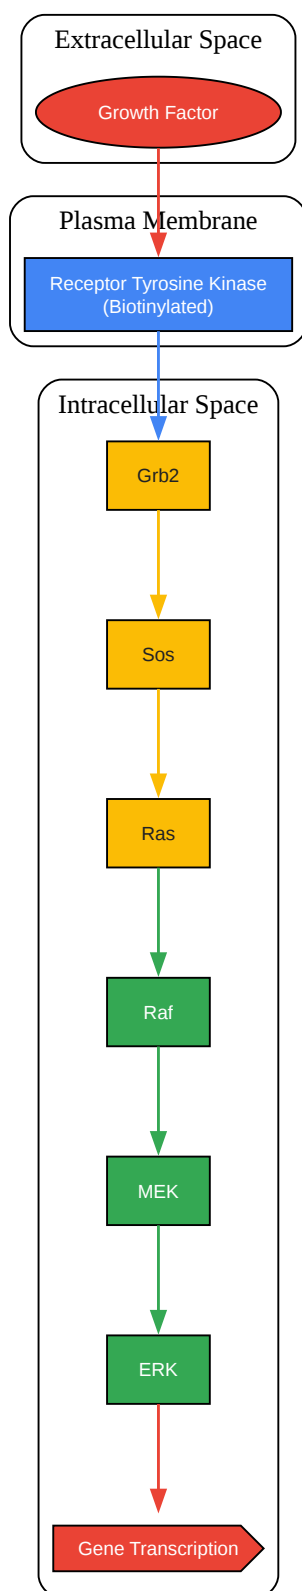 Extracellular Space
Growth Factor
Plasma Membrane
Receptor Tyrosine Kinase
(Biotinylated)
Intracellular Space
Grb2
Sos
Ras
Raf
MEK
ERK
Gene Transcription